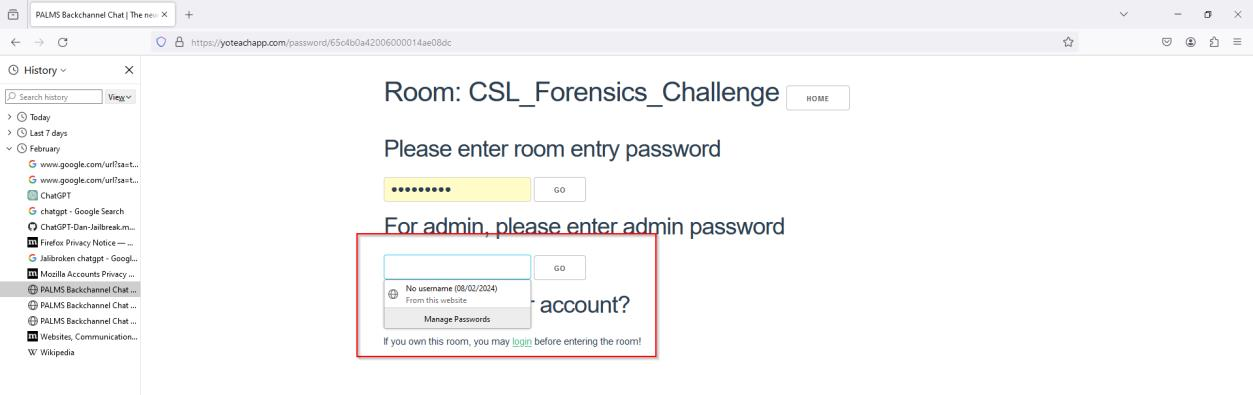 PALMS Backchannel Chat | The new
https://yoteachapp.com/password/65c4b0a42006000014ae08dc
History
Search history
View
Today
Last 7 days
February
www.google.com/url?sa=t...
www.google.com/url?sa=t...
ChatGPT
chatgpt - Google Search
ChatGPT-Dan-Jailbreak.m...
Firefox Privacy Notice — ...
Jalibroken chatgpt - Googl...
Mozilla Accounts Privacy ...
PALMS Backchannel Chat ...
PALMS Backchannel Chat ...
PALMS Backchannel Chat ...
Websites, Communication...
Wikipedia
Room: CSL_Forensics_Challenge
HOME
Please enter room entry password
GO
For admin, please enter admin password
GO
No username (08/02/2024)
From this website
Manage Passwords
account?
If you own this room, you may login before entering the room!